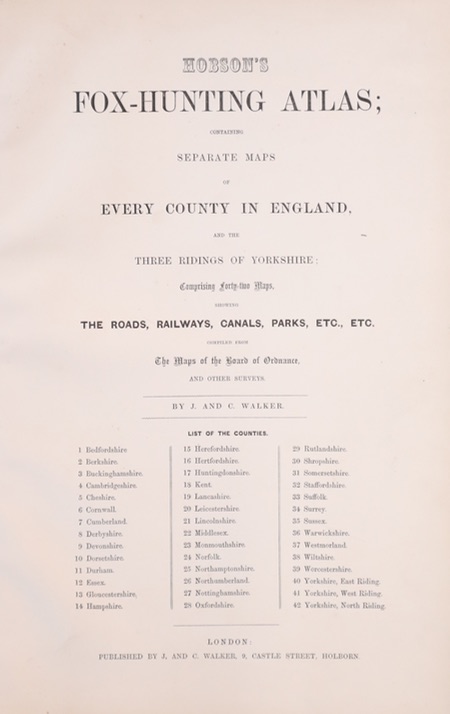 HOBSON'S
FOX-HUNTING ATLAS;
CONTAINING
SEPARATE MAPS
OF
EVERY COUNTY IN ENGLAND,
AND THE
THREE RIDINGS OF YORKSHIRE;
Comprising Forty-two Maps,
SHOWING
THE ROADS, RAILWAYS, CANALS, PARKS, ETC., ETC.
COMPILED FROM
The Maps of the Board of Ordnance,
AND OTHER SURVEYS.
BY J. AND C. WALKER.
LIST OF THE COUNTIES.
1 Bedfordshire
2 Berkshire.
3 Buckinghamshire.
4 Cambridgeshire.
5 Cheshire.
6 Cornwall.
7 Cumberland.
8 Derbyshire.
9 Devonshire.
10 Dorsetshire.
11 Durham.
12 Essex.
13 Gloucestershire.
14 Hampshire.
15 Herefordshire.
16 Hertfordshire.
17 Huntingdonshire.
18 Kent.
19 Lancashire.
20 Leicestershire.
21 Lincolnshire.
22 Middlesex.
23 Monmouthshire.
24 Norfolk.
25 Northamptonshire.
26 Northumberland.
27 Nottinghamshire.
28 Oxfordshire.
29 Rutlandshire.
30 Shropshire.
31 Somersetshire.
32 Staffordshire.
33 Suffolk.
34 Surrey.
35 Sussex.
36 Warwickshire.
37 Westmorland.
38 Wiltshire.
39 Worcestershire.
40 Yorkshire, East Riding.
41 Yorkshire, West Riding.
42 Yorkshire, North Riding.
LONDON:
PUBLISHED BY J. AND C. WALKER, 9, CASTLE STREET, HOLBORN.